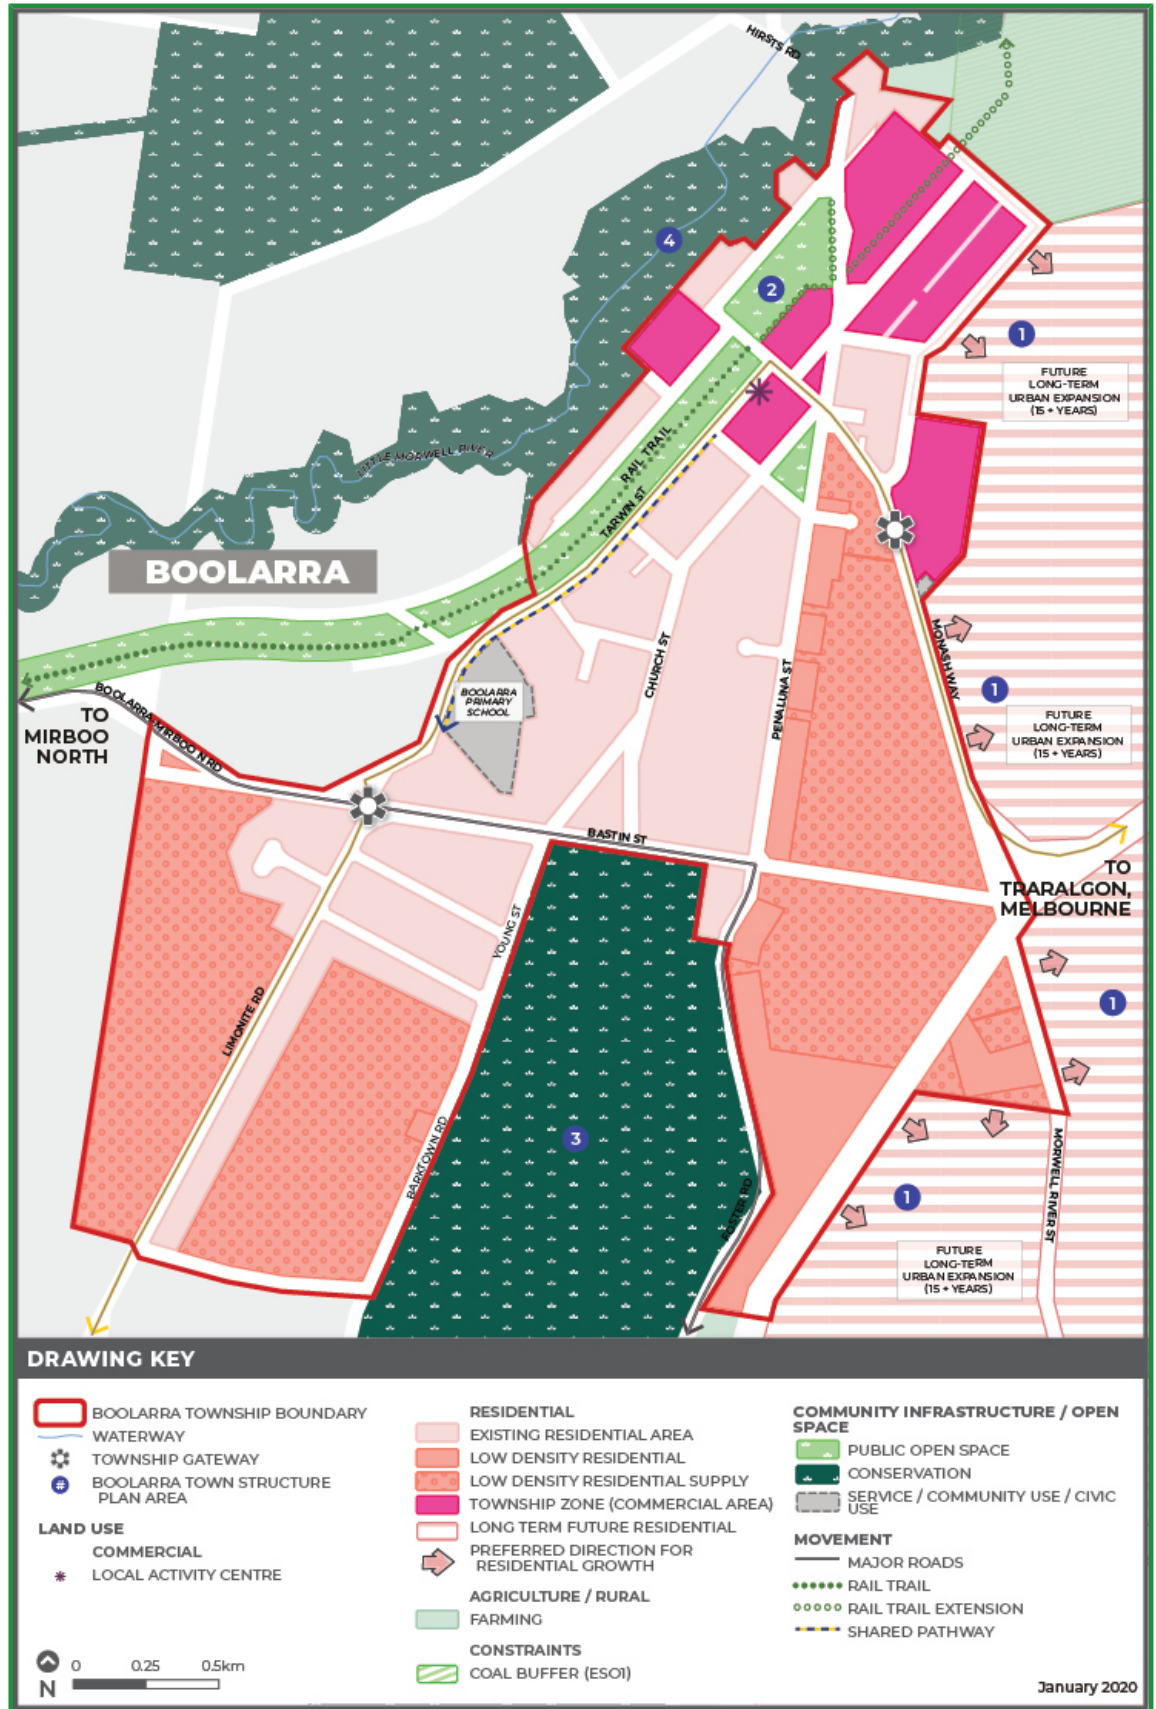 HIRSTS RD
4
2
1
FUTURE
LONG-TERM
URBAN EXPANSION
(15 + YEARS)
LITTLE MORWELL RIVER
RAIL TRAIL
TARWIN ST
BOOLARRA
CHURCH ST
PENALUNA ST
MONASH WAY
BOOLARRA
PRIMARY
SCHOOL
1
FUTURE
LONG-TERM
URBAN EXPANSION
(15 + YEARS)
BOOLARRA-MIRBOO N RD
TO
MIRBOO
NORTH
BASTIN ST
TO
TRARALGON,
MELBOURNE
YOUNG ST
LIMONITE RD
1
BARKTOWN RD
3
FOSTER RD
MORWELL RIVER ST
1
FUTURE
LONG-TERM
URBAN EXPANSION
(15 + YEARS)
DRAWING KEY
BOOLARRA TOWNSHIP BOUNDARY
WATERWAY
TOWNSHIP GATEWAY
# BOOLARRA TOWN STRUCTURE
PLAN AREA
LAND USE
COMMERCIAL
LOCAL ACTIVITY CENTRE
0 0.25 0.5km
N
RESIDENTIAL
EXISTING RESIDENTIAL AREA
LOW DENSITY RESIDENTIAL
LOW DENSITY RESIDENTIAL SUPPLY
TOWNSHIP ZONE (COMMERCIAL AREA)
LONG TERM FUTURE RESIDENTIAL
PREFERRED DIRECTION FOR
RESIDENTIAL GROWTH
AGRICULTURE / RURAL
FARMING
CONSTRAINTS
COAL BUFFER (ESO1)
COMMUNITY INFRASTRUCTURE / OPEN
SPACE
PUBLIC OPEN SPACE
CONSERVATION
SERVICE / COMMUNITY USE / CIVIC
USE
MOVEMENT
MAJOR ROADS
RAIL TRAIL
RAIL TRAIL EXTENSION
SHARED PATHWAY
January 2020